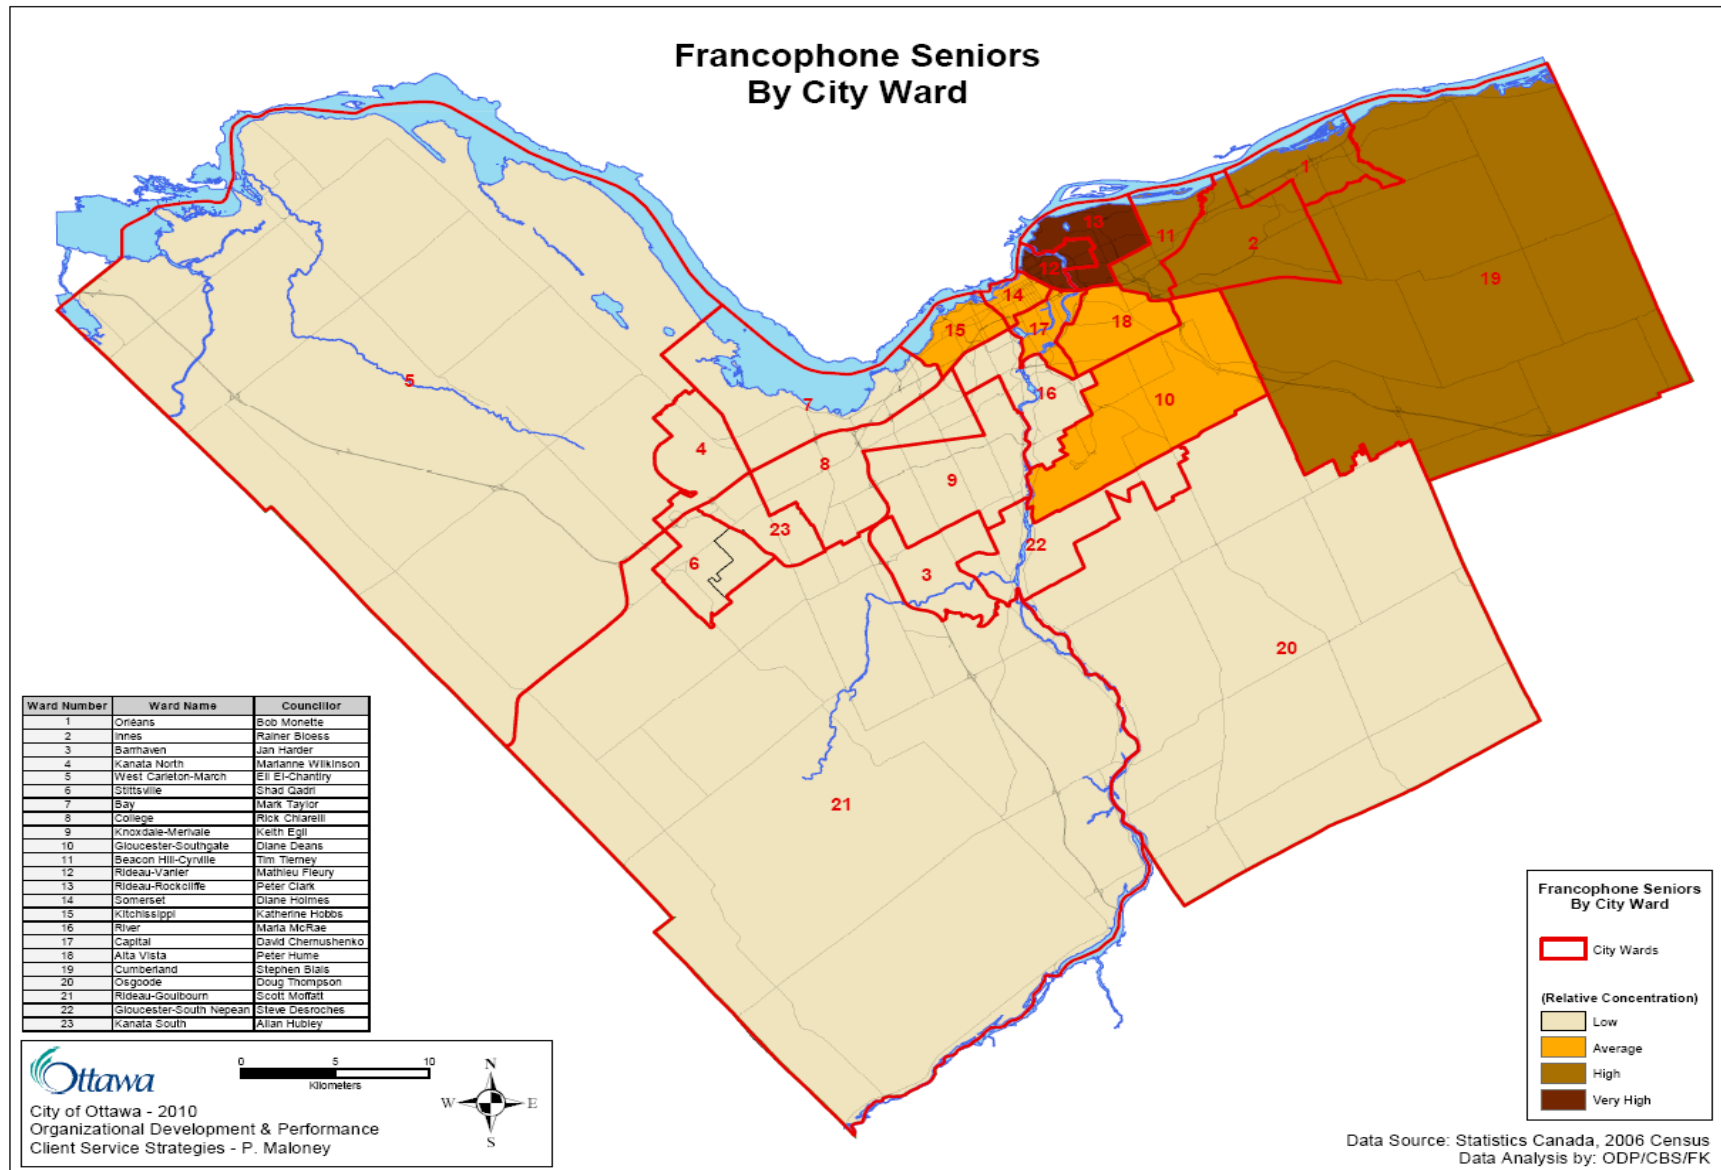 Francophone Seniors
By City Ward
1
2
3
4
5
6
7
8
9
10
11
12
13
14
15
16
17
18
19
20
21
22
23
Ward Number Ward Name Councillor
1 Orléans Bob Monette
2 Innes Rainer Bloess
3 Barrhaven Jan Harder
4 Kanata North Marianne Wilkinson
5 West Carleton-March Eli El-Chantiry
6 Stittsville Shad Qadri
7 Bay Mark Taylor
8 College Rick Chiarelli
9 Knoxdale-Merivale Keith Egli
10 Gloucester-Southgate Diane Deans
11 Beacon Hill-Cyrville Tim Tierney
12 Rideau-Vanier Mathieu Fleury
13 Rideau-Rockcliffe Peter Clark
14 Somerset Diane Holmes
15 Kitchissippi Katherine Hobbs
16 River Maria McRae
17 Capital David Chernushenko
18 Alta Vista Peter Hume
19 Cumberland Stephen Blais
20 Osgoode Doug Thompson
21 Rideau-Goulbourn Scott Moffatt
22 Gloucester-South Nepean Steve Desroches
23 Kanata South Allan Hubley
Ottawa
0 5 10
Kilometers
N
W E
S
City of Ottawa - 2010
Organizational Development & Performance
Client Service Strategies - P. Maloney
Francophone Seniors
By City Ward
City Wards
(Relative Concentration)
Low
Average
High
Very High
Data Source: Statistics Canada, 2006 Census
Data Analysis by: ODP/CBS/FK